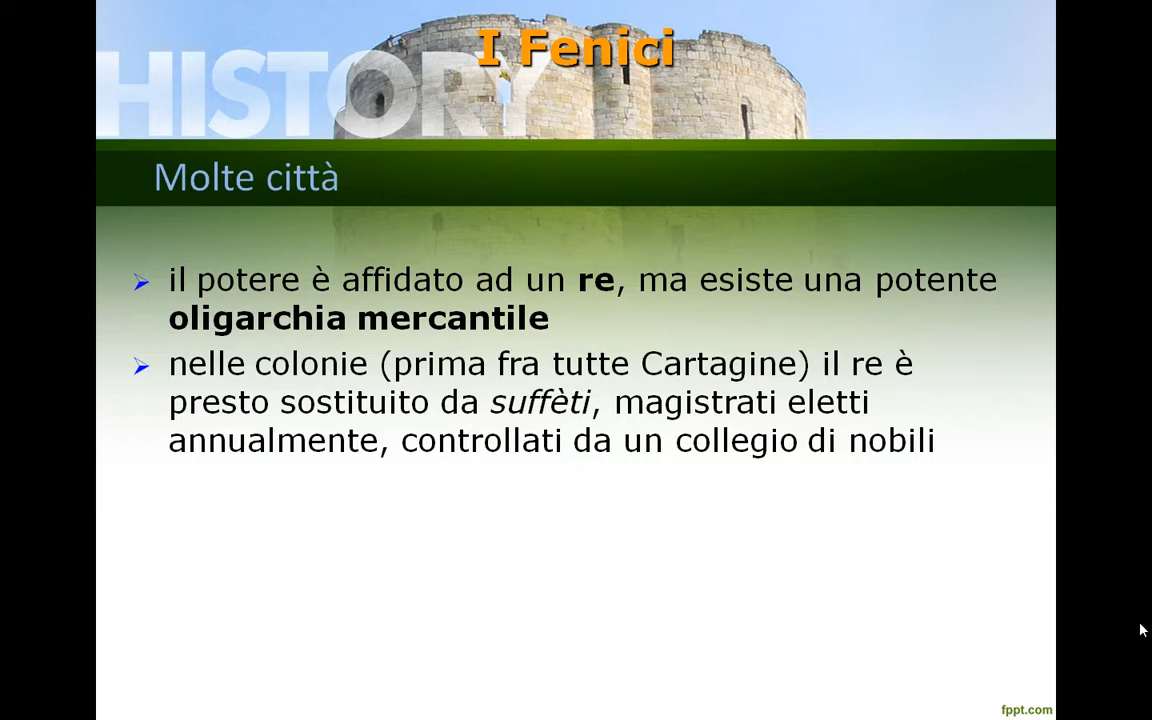 HISTORY
I Fenici
Molte città
il potere è affidato ad un re, ma esiste una potente
oligarchia mercantile
nelle colonie (prima fra tutte Cartagine) il re è
presto sostituito da suffèti, magistrati eletti
annualmente, controllati da un collegio di nobili
fppt.com